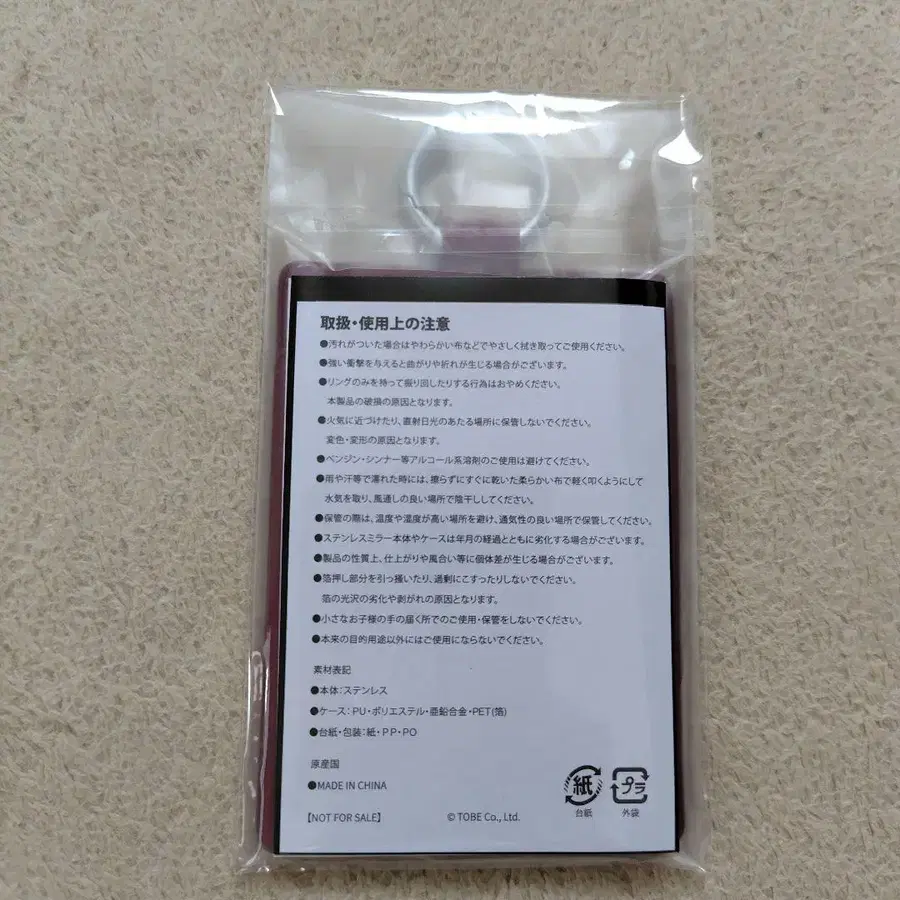 取扱・使用上の注意
●汚れがついた場合はやわらかい布などでやさしく拭き取ってご使用ください。
●強い衝撃を与えると曲がりや折れが生じる場合がございます。
●リングのみを持って振り回したりする行為はおやめください。
本製品の破損の原因となります。
●火気に近づけたり、直射日光のあたる場所に保管しないでください。
変色・変形の原因となります。
●ベンジン・シンナー等アルコール系溶剤のご使用は避けてください。
●雨や汗等で濡れた時には、擦らずにすぐに乾いた柔らかい布で軽く叩くようにして
水気を取り、風通しの良い場所で陰干ししてください。
●保管の際は、温度や湿度が高い場所を避け、通気性の良い場所で保管してください。
●ステンレスミラー本体やケースは年月の経過とともに劣化する場合がございます。
●製品の性質上、仕上がりや風合い等に個体差が生じる場合がございます。
●箔押し部分を引っ掻いたり、過剰にこすったりしないでください。
箔の光沢の劣化や剥がれの原因となります。
●小さなお子様の手の届く所でのご使用・保管をしないでください。
●本来の目的用途以外にはご使用にならないでください。
素材表記
●本体：ステンレス
●ケース：PU・ポリエステル・亜鉛合金・PET(箔)
●台紙・包装：紙・PP・PO
原産国
●MADE IN CHINA
【NOT FOR SALE】
© TOBE Co., Ltd.
紙
台紙
プラ
外袋